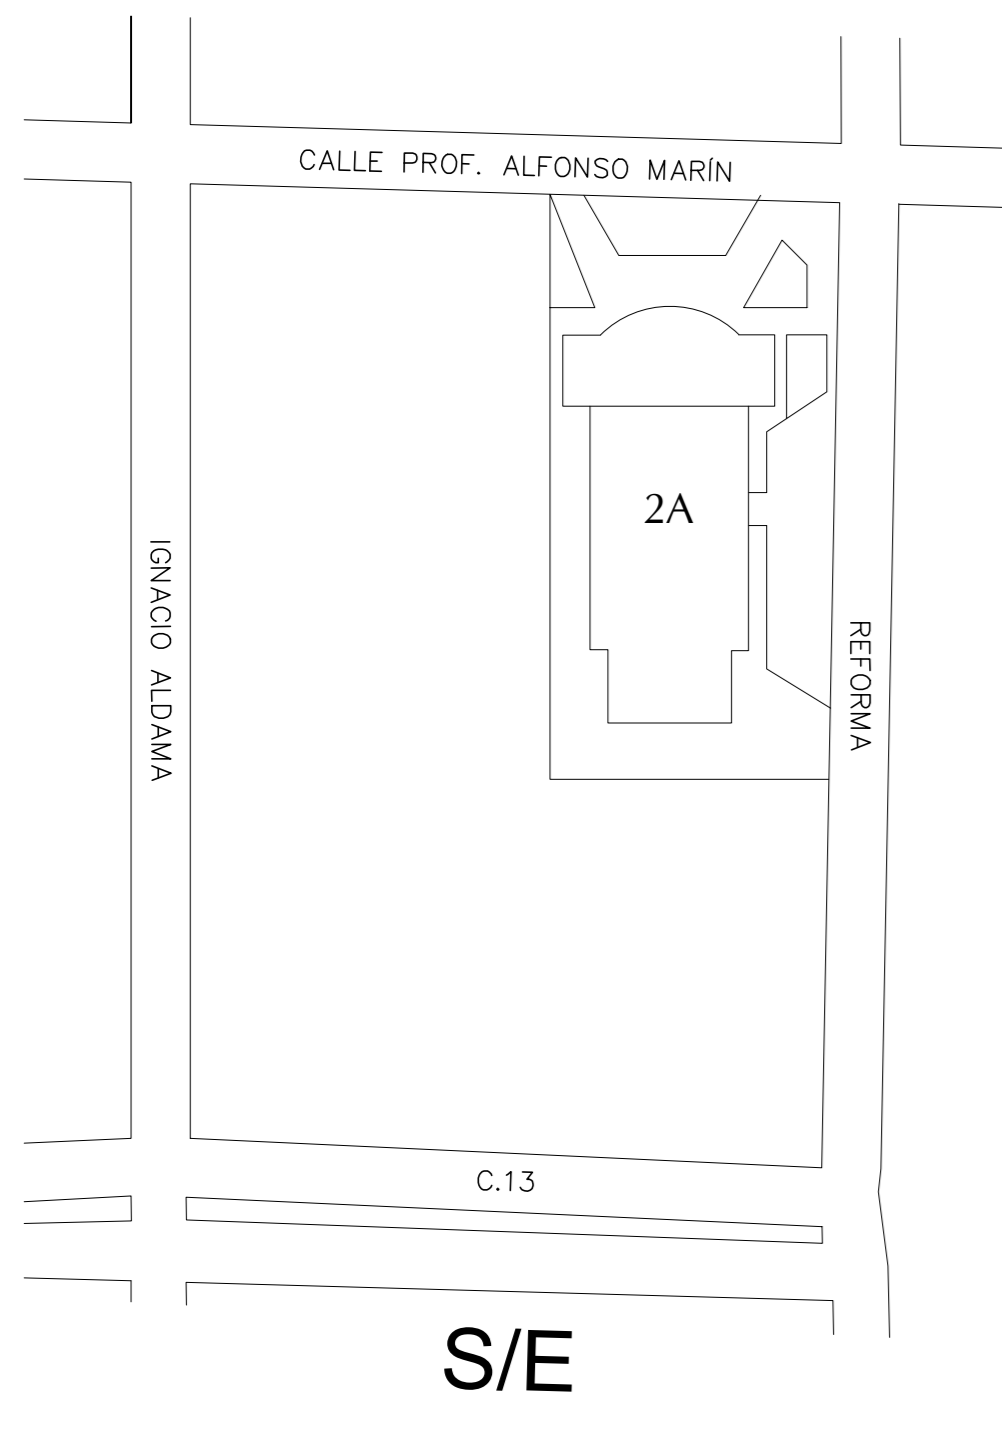 CALLE PROF. ALFONSO MARÍN
2A
IGNACIO ALDAMA
REFORMA
C.13
S/E